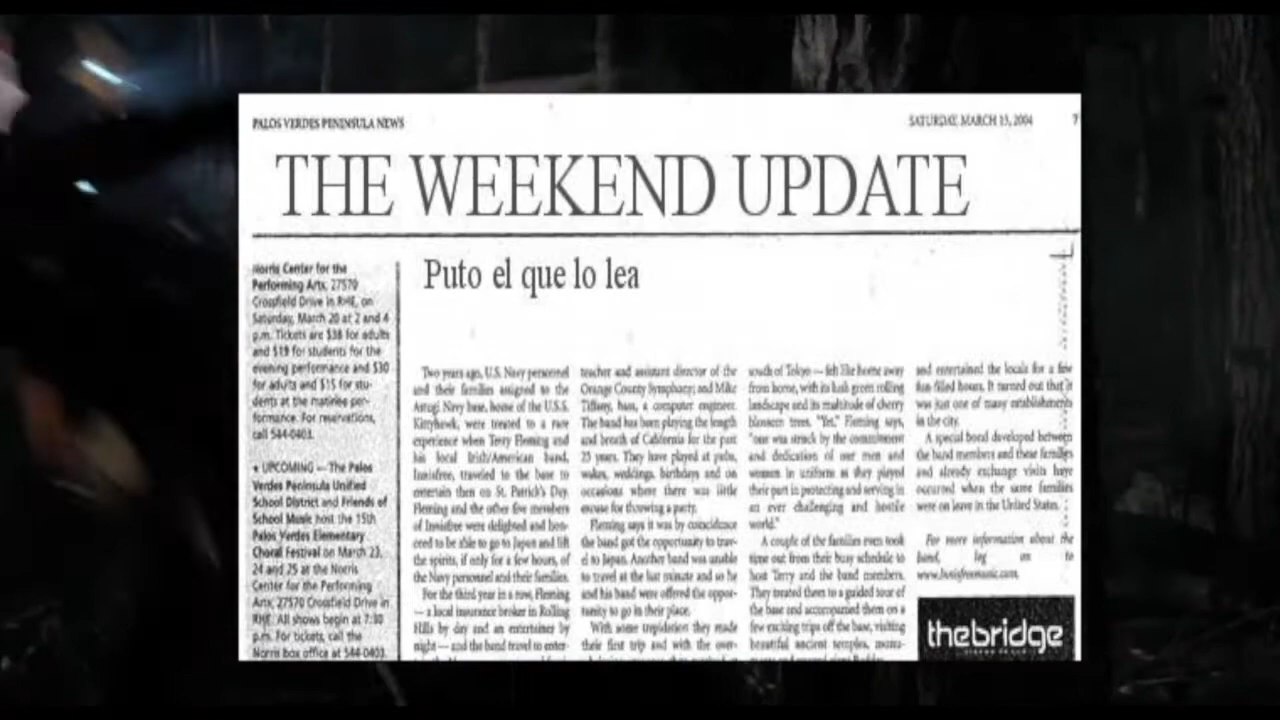 PALOS VERDES PENINSULA NEWS
SATURDAY, MARCH 13, 2004 7
THE WEEKEND UPDATE
Norris Center for the
Performing Arts, 27570
Crossfield Drive in RHE, on
Saturday, March 20 at 2 and 4
p.m. Tickets are $38 for adults
and $19 for students for the
evening performance and $30
for adults and $15 for stu-
dents at the matinee per-
formance. For reservations,
call 544-0403.
• UPCOMING — The Palos
Verdes Peninsula Unified
School District and Friends of
School Music host the 15th
Palos Verdes Elementary
Choral Festival on March 23,
24 and 25 at the Norris
Center for the Performing
Arts, 27570 Crossfield Drive in
RHE. All shows begin at 7:30
p.m. For tickets, call the
Norris box office at 544-0403.
Puto el que lo lea
Two years ago, U.S. Navy personnel
and their families assigned to the
Atsugi Navy base, home of the U.S.S.
Kittyhawk, were treated to a rare
experience when Terry Fleming and
his local Irish/American band,
Innisfree, traveled to the base to
entertain then on St. Patrick's Day.
Fleming and the other five members
of Innisfree were delighted and hon-
ored to be able to go to Japan and lift
the spirits, if only for a few hours, of
the Navy personnel and their families.
For the third year in a row, Fleming
— a local insurance broker in Rolling
Hills by day and an entertainer by
night — and the band travel to enter-
teacher and assistant director of the
Orange County Symphony; and Mike
Tiffany, bass, a computer engineer.
The band has been playing the length
and breath of California for the past
25 years. They have played at pubs,
wakes, weddings, birthdays and on
occasions where there was little
excuse for throwing a party.
Fleming says it was by coincidence
the band got the opportunity to trav-
el to Japan. Another band was unable
to travel at the last minute and so he
and his band were offered the oppor-
tunity to go in their place.
With some trepidation they made
their first trip and with the over-
south of Tokyo — felt like home away
from home, with its lush green rolling
landscape and its multitude of cherry
blossom trees. "Yet," Fleming says,
"one was struck by the commitment
and dedication of our men and
women in uniform as they played
their part in protecting and serving in
an ever challenging and hostile
world."
A couple of the families even took
time out from their busy schedule to
host Terry and the band members.
They treated them to a guided tour of
the base and accompanied them on a
few exciting trips off the base, visiting
beautiful ancient temples, monu-
and entertained the locals for a few
fun filled hours. It turned out that it
was just one of many establishments
in the city.
A special bond developed between
the band members and these families
and already exchange visits have
occurred when the same families
were on leave in the United States.
For more information about the
band, log on to
thebridge